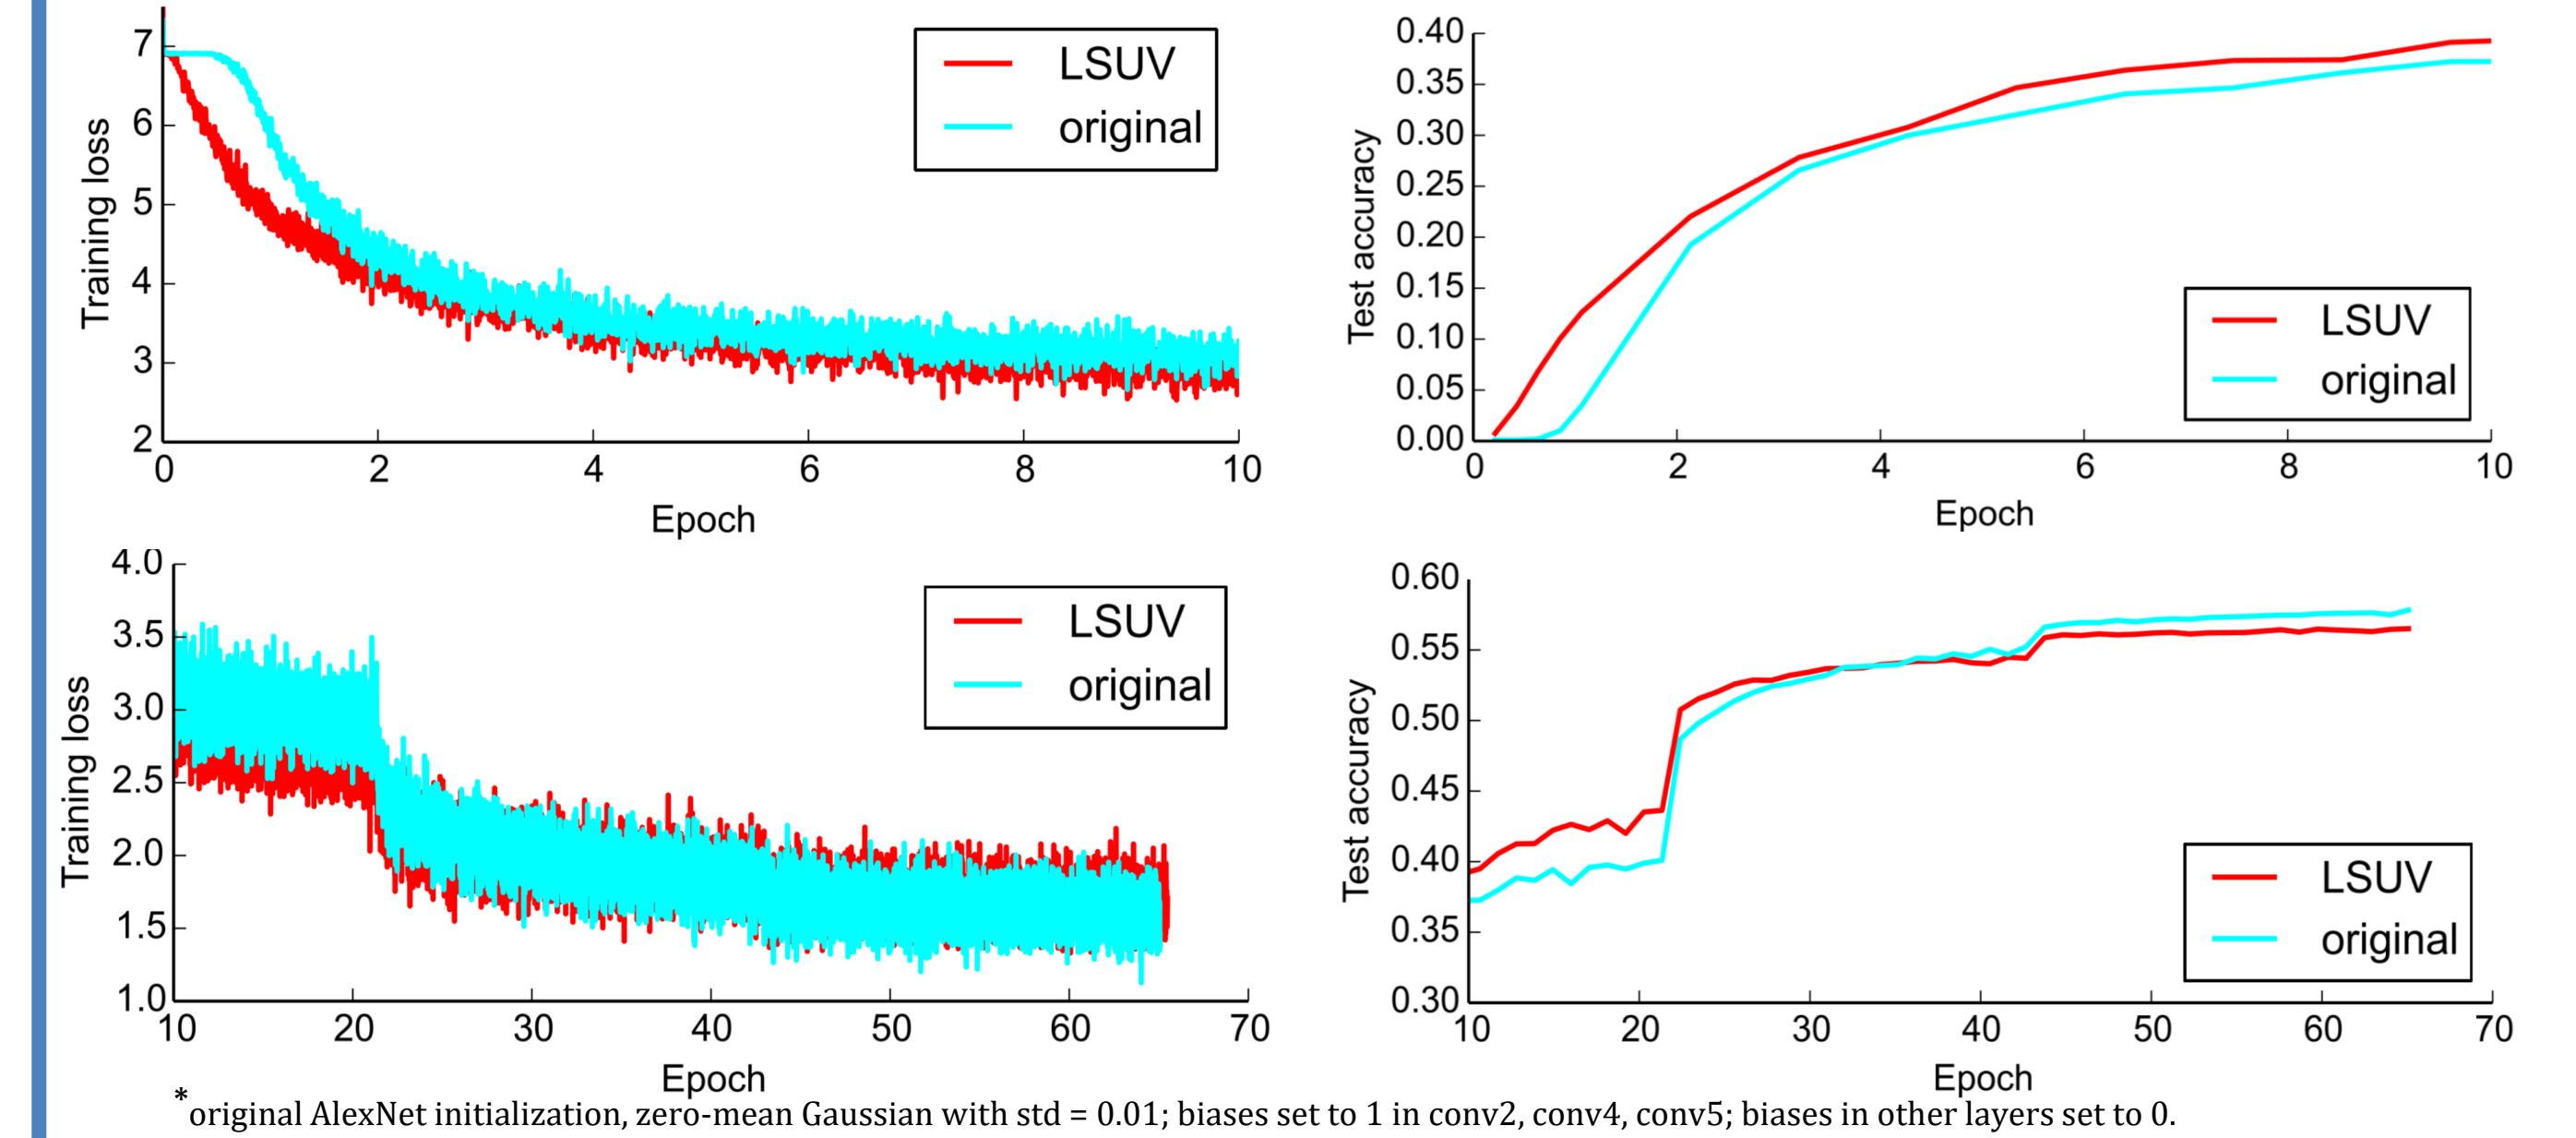 7
6
5
4
3
2
0 2 4 6 8 10
Training loss
Epoch
LSUV
original
0.40
0.35
0.30
0.25
0.20
0.15
0.10
0.05
0.00
0 2 4 6 8 10
Test accuracy
Epoch
LSUV
original
4.0
3.5
3.0
2.5
2.0
1.5
1.0
10 20 30 40 50 60 70
Training loss
Epoch
LSUV
original
0.60
0.55
0.50
0.45
0.40
0.35
0.30
10 20 30 40 50 60 70
Test accuracy
Epoch
LSUV
original
*original AlexNet initialization, zero-mean Gaussian with std = 0.01; biases set to 1 in conv2, conv4, conv5; biases in other layers set to 0.